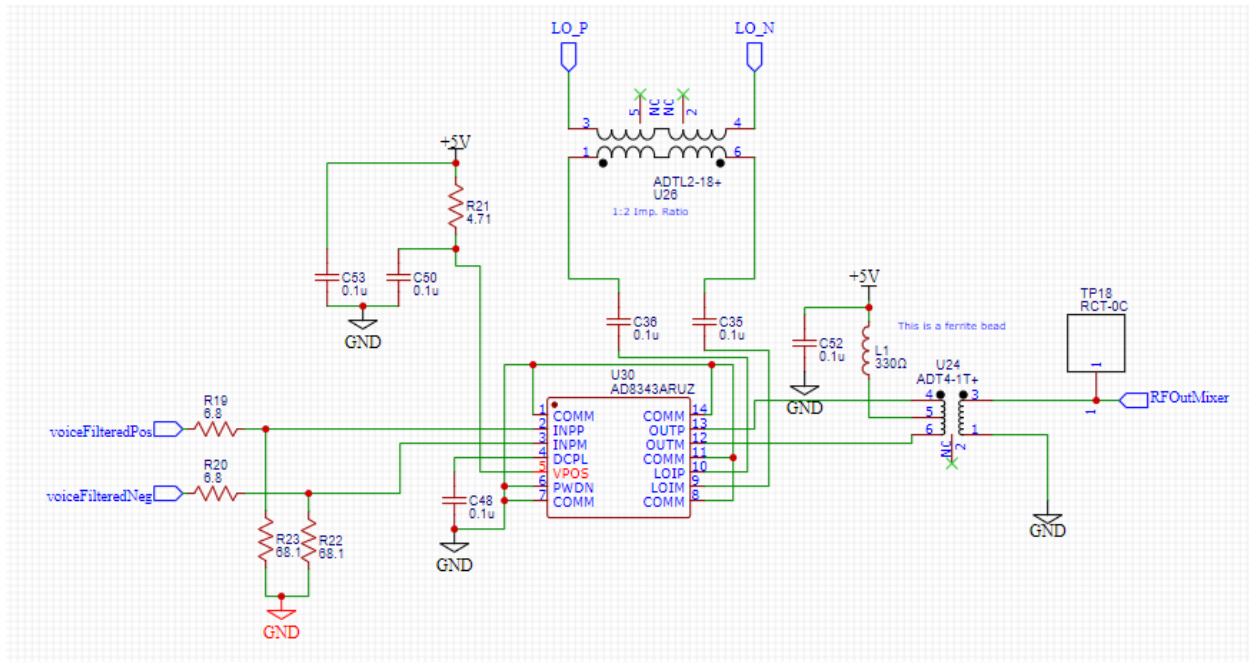 LO_P
LO_N
5
NC
NC
2
3
4
1
6
ADTL2-18+
U26
1:2 Imp. Ratio
+5V
R21
4.71
C53
0.1u
C50
0.1u
GND
C36
0.1u
C35
0.1u
+5V
This is a ferrite bead
C52
0.1u
L1
330Ω
GND
TP18
RCT-0C
1
1
RFOutMixer
U24
ADT4-1T+
4
3
5
6
1
NC
2
GND
U30
AD8343ARUZ
1 COMM COMM 14
2 INPP OUTP 13
3 INPM OUTM 12
4 DCPL COMM 11
5 VPOS LOIP 10
6 PWDN LOIM 9
7 COMM COMM 8
R19
6.8
voiceFilteredPos
R20
6.8
voiceFilteredNeg
C48
0.1u
GND
R23
68.1
R22
68.1
GND